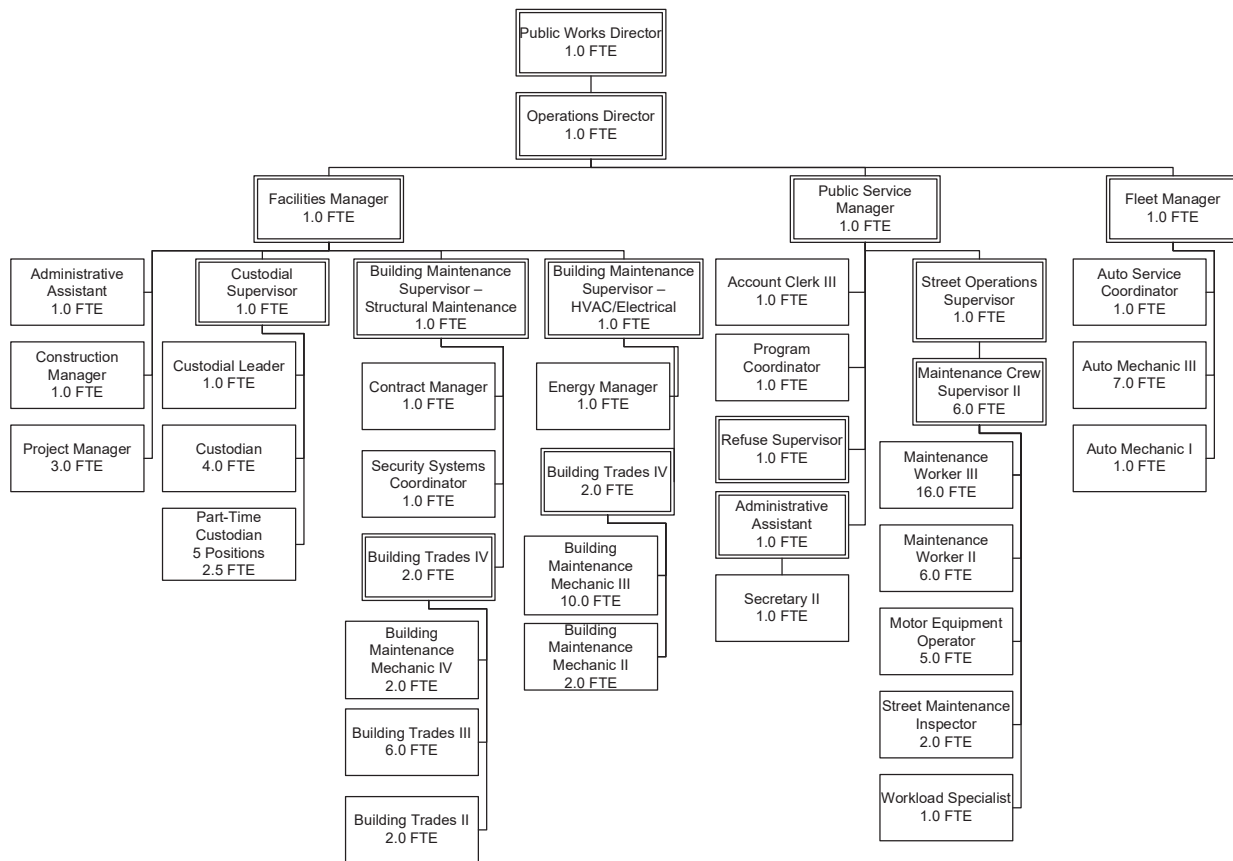 Public Works Director
1.0 FTE
Operations Director
1.0 FTE
Facilities Manager
1.0 FTE
Public Service
Manager
1.0 FTE
Fleet Manager
1.0 FTE
Administrative
Assistant
1.0 FTE
Construction
Manager
1.0 FTE
Project Manager
3.0 FTE
Custodial
Supervisor
1.0 FTE
Custodial Leader
1.0 FTE
Custodian
4.0 FTE
Part-Time
Custodian
5 Positions
2.5 FTE
Building Maintenance
Supervisor –
Structural Maintenance
1.0 FTE
Contract Manager
1.0 FTE
Security Systems
Coordinator
1.0 FTE
Building Trades IV
2.0 FTE
Building
Maintenance
Mechanic IV
2.0 FTE
Building Trades III
6.0 FTE
Building Trades II
2.0 FTE
Building Maintenance
Supervisor –
HVAC/Electrical
1.0 FTE
Energy Manager
1.0 FTE
Building Trades IV
2.0 FTE
Building
Maintenance
Mechanic III
10.0 FTE
Building
Maintenance
Mechanic II
2.0 FTE
Account Clerk III
1.0 FTE
Program
Coordinator
1.0 FTE
Refuse Supervisor
1.0 FTE
Administrative
Assistant
1.0 FTE
Secretary II
1.0 FTE
Street Operations
Supervisor
1.0 FTE
Maintenance Crew
Supervisor II
6.0 FTE
Maintenance
Worker III
16.0 FTE
Maintenance
Worker II
6.0 FTE
Motor Equipment
Operator
5.0 FTE
Street Maintenance
Inspector
2.0 FTE
Workload Specialist
1.0 FTE
Auto Service
Coordinator
1.0 FTE
Auto Mechanic III
7.0 FTE
Auto Mechanic I
1.0 FTE